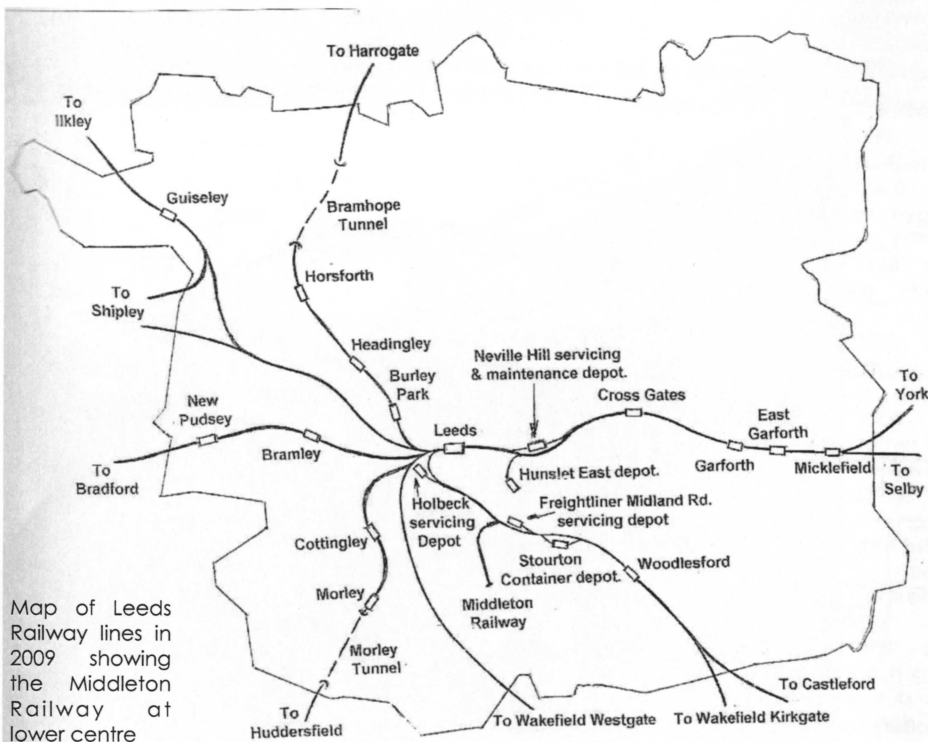 To Harrogate
To
Ilkley
Guiseley
Bramhope
Tunnel
Horsforth
To
Shipley
Headingley
Burley
Park
Neville Hill servicing
& maintenance depot.
Cross Gates
To
York
New
Pudsey
Bramley
Leeds
East
Garforth
Garforth
Micklefield
To
Bradford
To
Selby
Hunslet East depot.
Holbeck
servicing
Depot
Freightliner Midland Rd.
servicing depot
Cottingley
Stourton
Container depot.
Woodlesford
Morley
Middleton
Railway
Morley
Tunnel
To
Huddersfield
To Wakefield Westgate
To Wakefield Kirkgate
To Castleford
Map of Leeds
Railway lines in
2009 showing
the Middleton
Railway at
lower centre